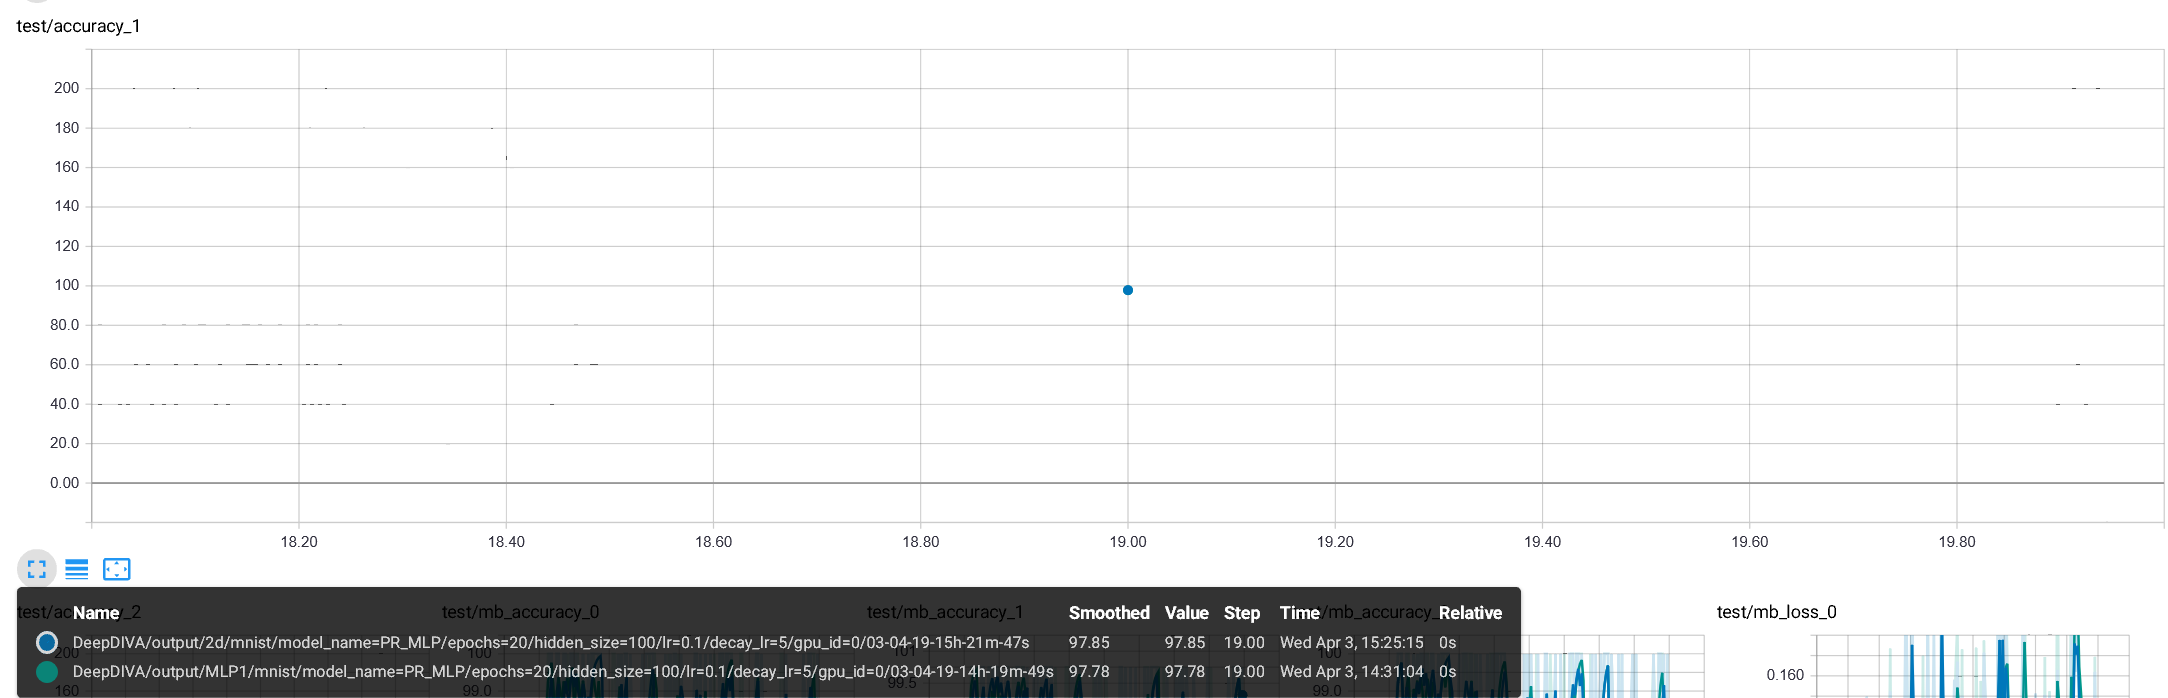 test/accuracy_1
200
180
160
140
120
100
80.0
60.0
40.0
20.0
0.00
18.20 18.40 18.60 18.80 19.00 19.20 19.40 19.60 19.80
test/accuracy_2 test/mb_accuracy_0 test/mb_accuracy_1 test/mb_accuracy_ test/mb_loss_0
Name Smoothed Value Step Time Relative
DeepDIVA/output/2d/mnist/model_name=PR_MLP/epochs=20/hidden_size=100/lr=0.1/decay_lr=5/gpu_id=0/03-04-19-15h-21m-47s 97.85 97.85 19.00 Wed Apr 3, 15:25:15 0s
200 100 101 100
DeepDIVA/output/MLP1/mnist/model_name=PR_MLP/epochs=20/hidden_size=100/lr=0.1/decay_lr=5/gpu_id=0/03-04-19-14h-19m-49s 97.78 97.78 19.00 Wed Apr 3, 14:31:04 0s
160 99.0 99.5 99.0 0.160